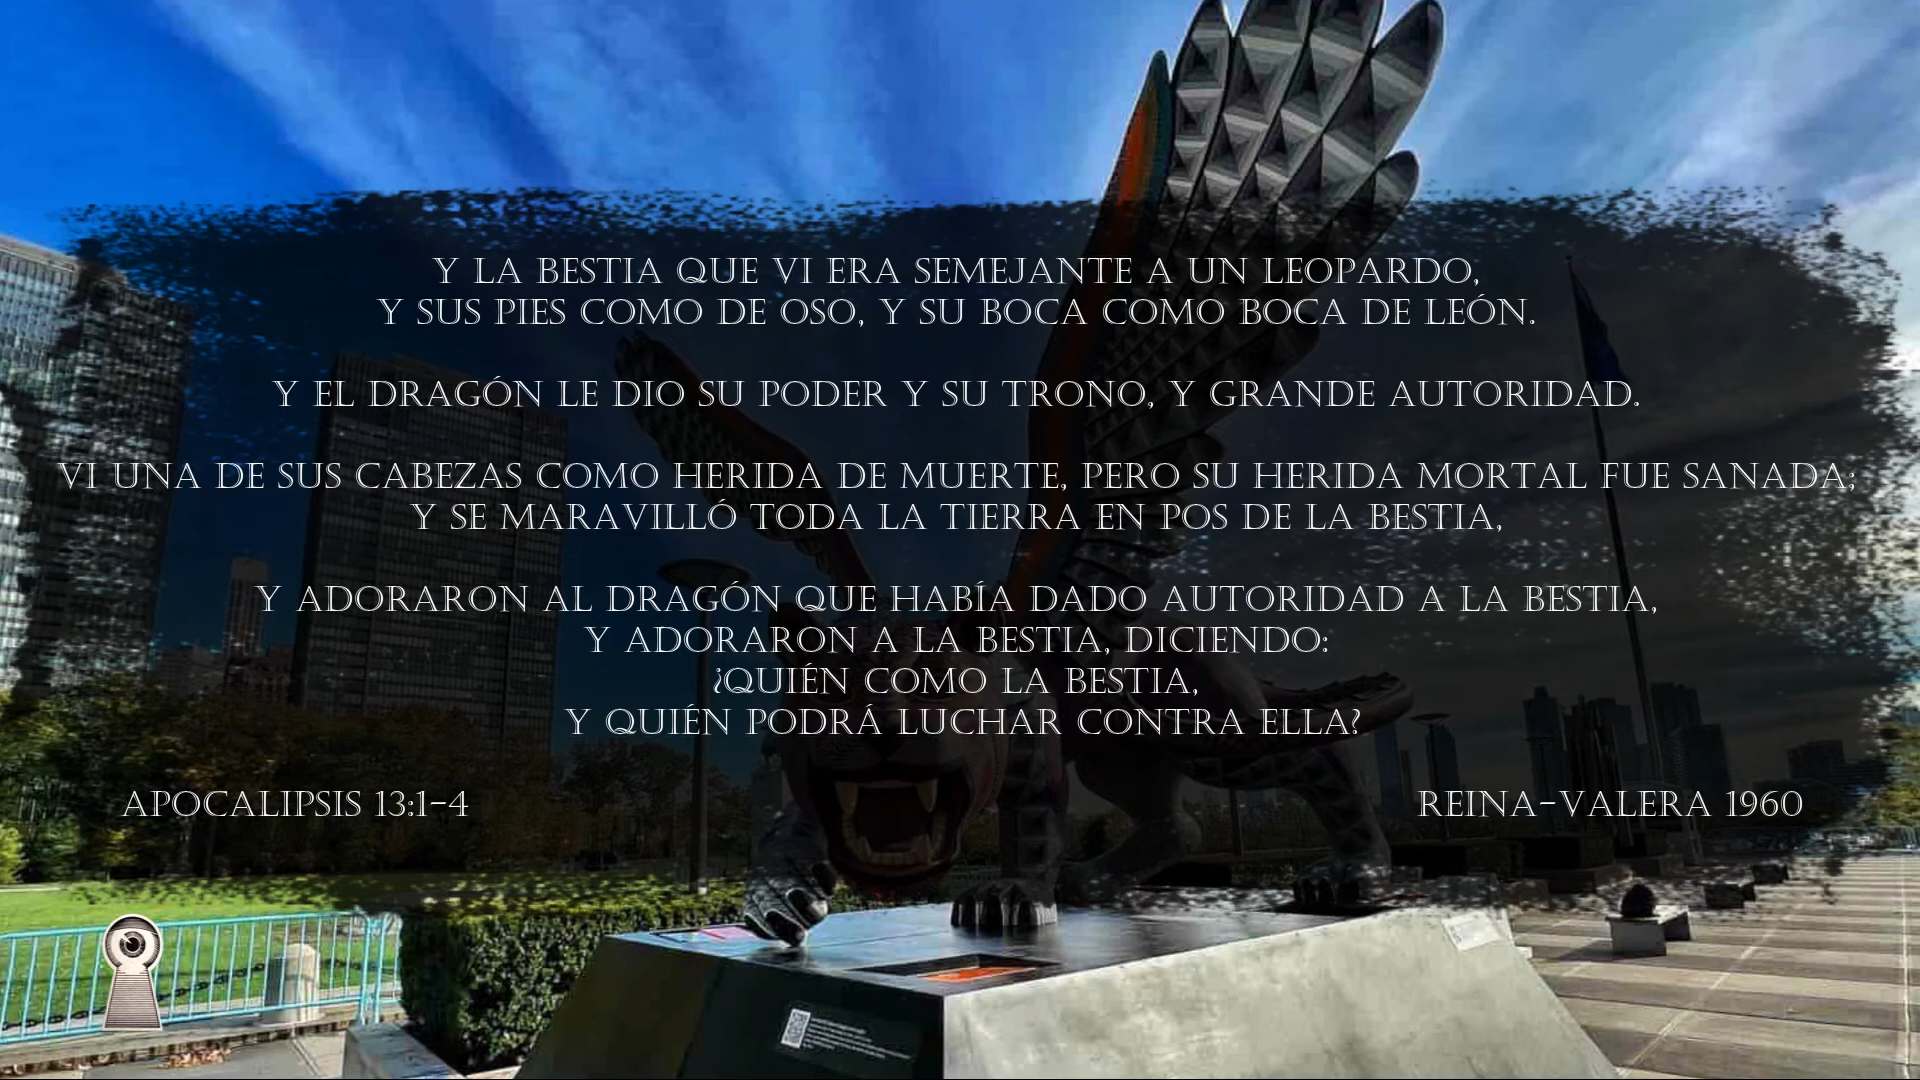 Y LA BESTIA QUE VI ERA SEMEJANTE A UN LEOPARDO,
Y SUS PIES COMO DE OSO, Y SU BOCA COMO BOCA DE LEÓN.
Y EL DRAGÓN LE DIO SU PODER Y SU TRONO, Y GRANDE AUTORIDAD.
VI UNA DE SUS CABEZAS COMO HERIDA DE MUERTE, PERO SU HERIDA MORTAL FUE SANADA;
Y SE MARAVILLÓ TODA LA TIERRA EN POS DE LA BESTIA,
Y ADORARON AL DRAGÓN QUE HABÍA DADO AUTORIDAD A LA BESTIA,
Y ADORARON A LA BESTIA, DICIENDO:
¿QUIÉN COMO LA BESTIA,
Y QUIÉN PODRÁ LUCHAR CONTRA ELLA?
APOCALIPSIS 13:1-4 REINA-VALERA 1960